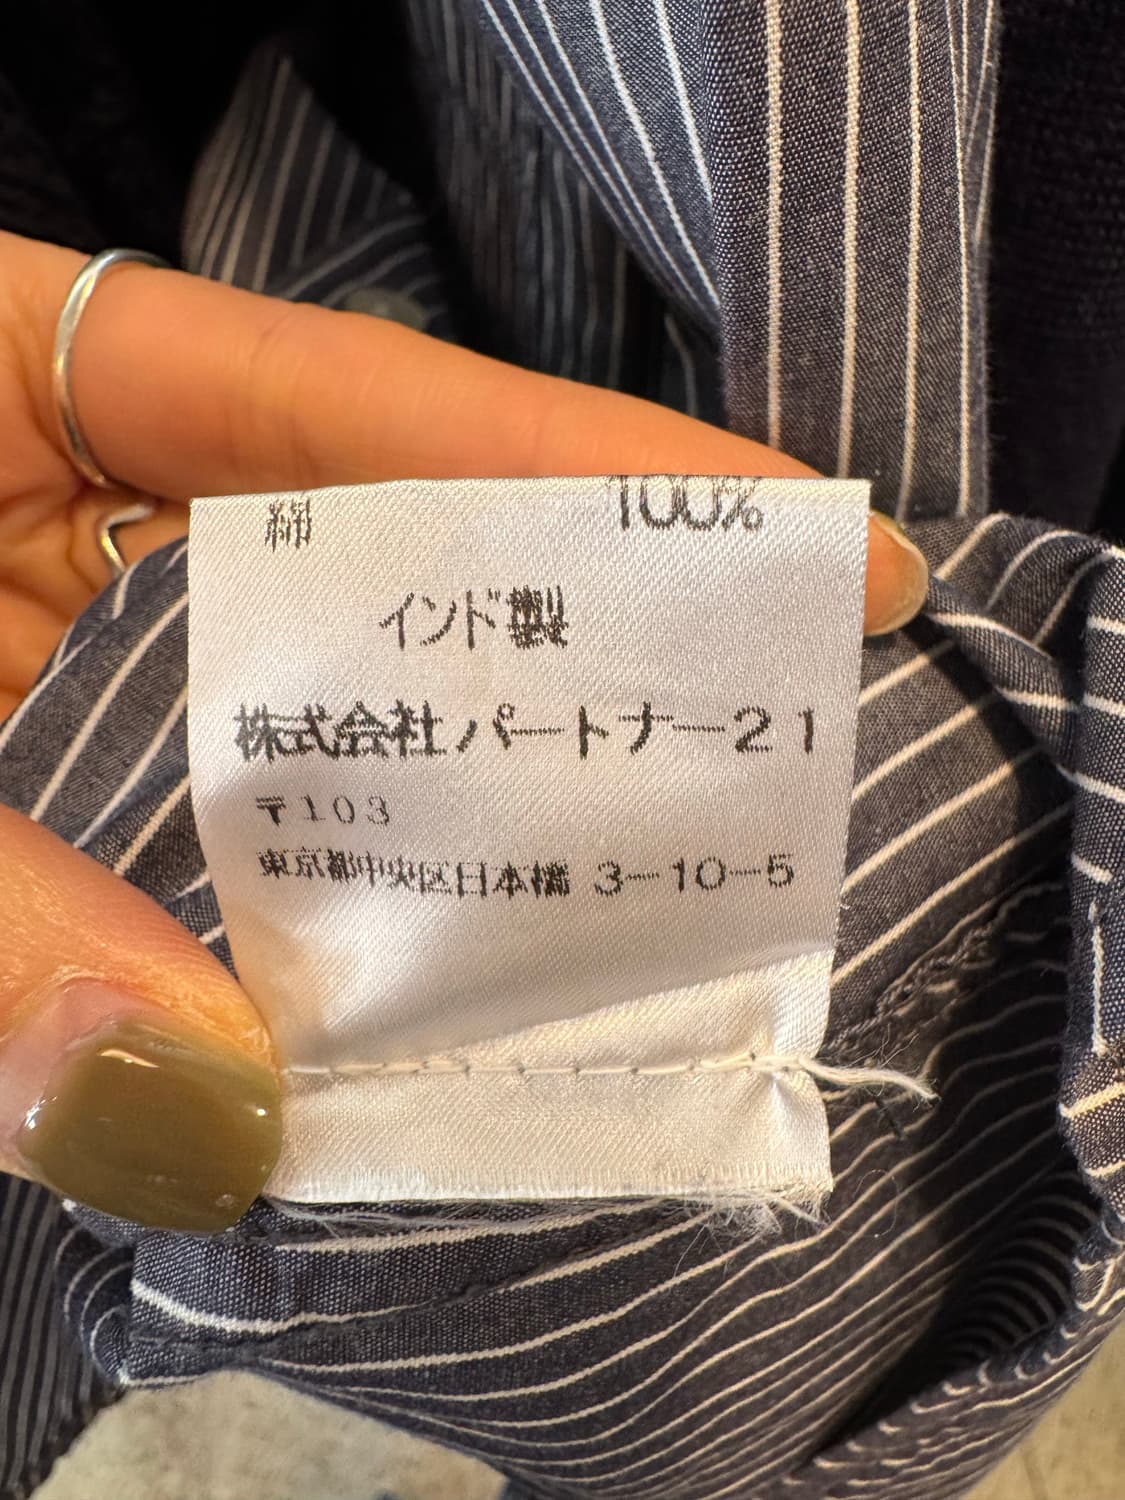 綿 100%
インド製
株式会社パートナー21
〒103
東京都中央区日本橋 3-10-5